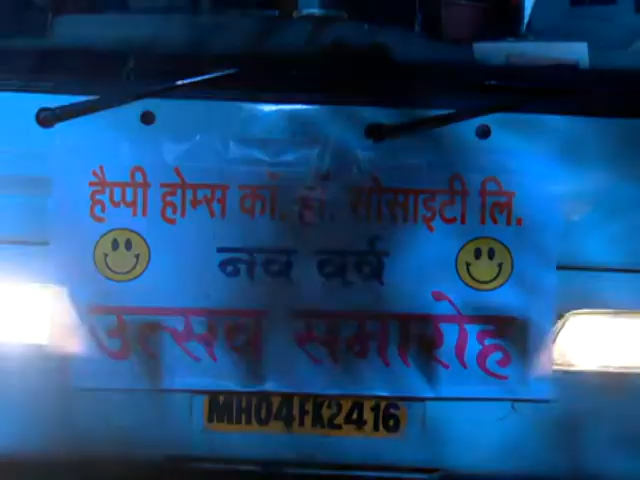 हैप्पी होम्स कां. हॉ. सोसाइटी लि.
नव वर्ष
उत्सव समारोह
MH04FK2416